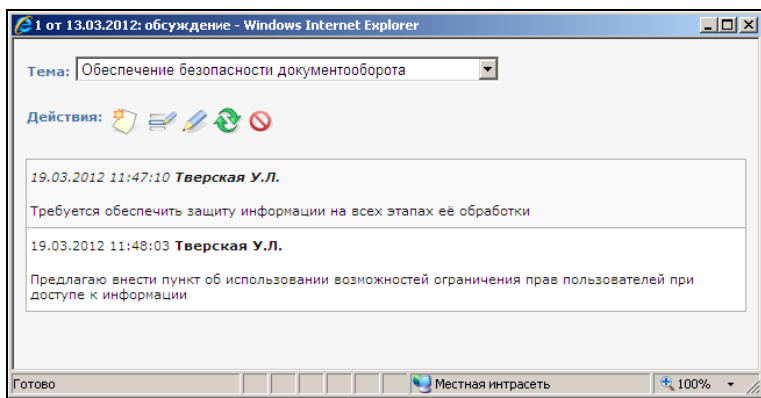 1 от 13.03.2012: обсуждение - Windows Internet Explorer
Тема: Обеспечение безопасности документооборота
Действия:
19.03.2012 11:47:10 Тверская У.Л.
Требуется обеспечить защиту информации на всех этапах её обработки
19.03.2012 11:48:03 Тверская У.Л.
Предлагаю внести пункт об использовании возможностей ограничения прав пользователей при
доступе к информации
Готово Местная интрасеть 100%